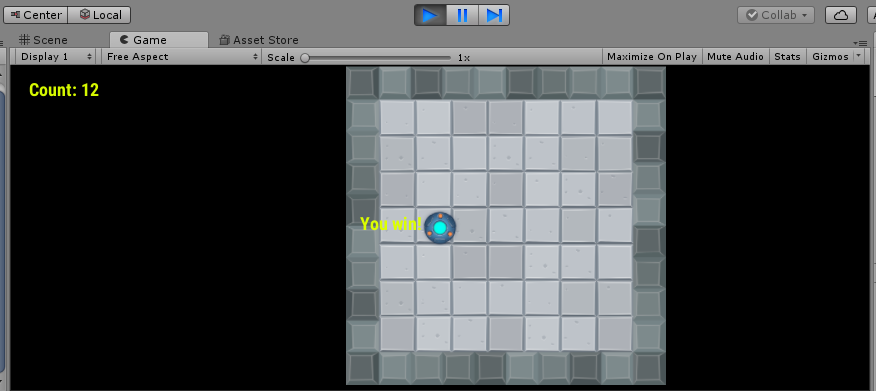 Center Local Collab
Scene Game Asset Store
Display 1 Free Aspect Scale 1x Maximize On Play Mute Audio Stats Gizmos
Count: 12
You win!